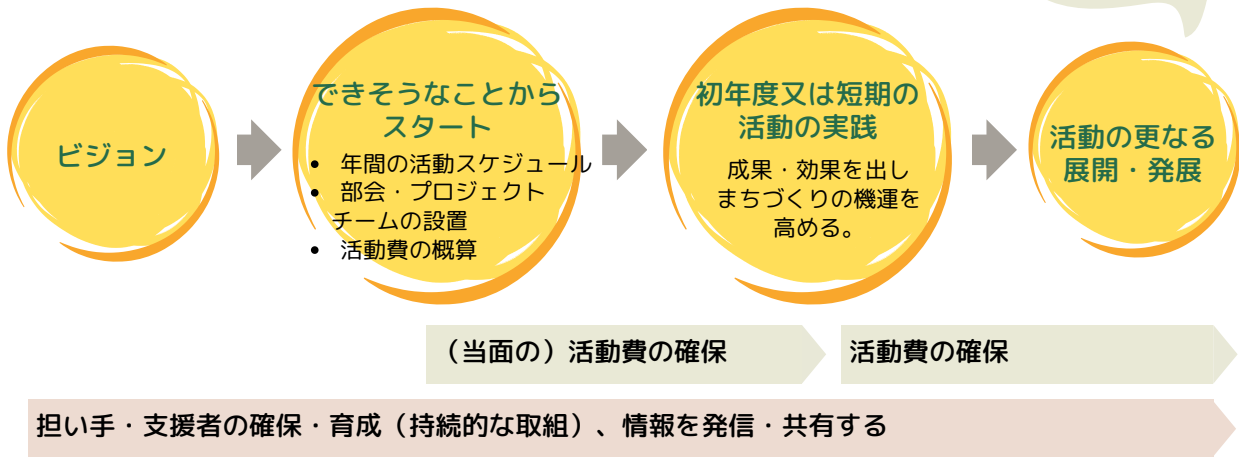 ビジョン
できそうなことから
スタート
• 年間の活動スケジュール
• 部会・プロジェクト
チームの設置
• 活動費の概算
初年度又は短期の
活動の実践
成果・効果を出し
まちづくりの機運を
高める。
活動の更なる
展開・発展
（当面の）活動費の確保
活動費の確保
担い手・支援者の確保・育成（持続的な取組）、情報を発信・共有する